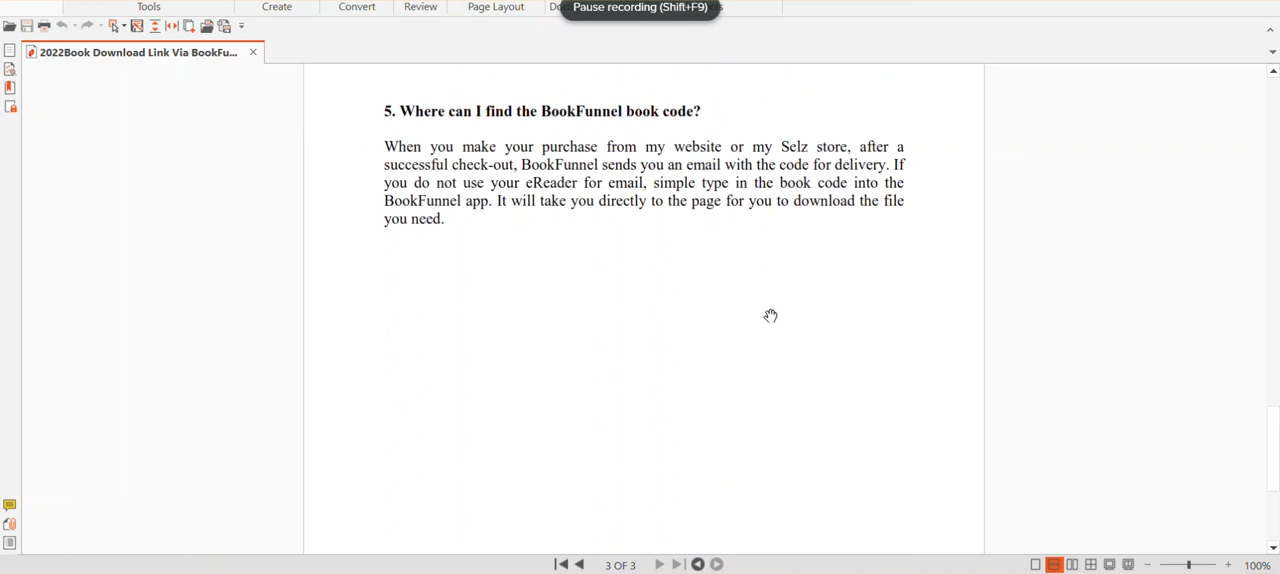 Tools Create Convert Review Page Layout
Pause recording (Shift+F9)
2022Book Download Link Via BookFu...
5. Where can I find the BookFunnel book code?
When you make your purchase from my website or my Selz store, after a
successful check-out, BookFunnel sends you an email with the code for delivery. If
you do not use your eReader for email, simple type in the book code into the
BookFunnel app. It will take you directly to the page for you to download the file
you need.
3 OF 3
100%